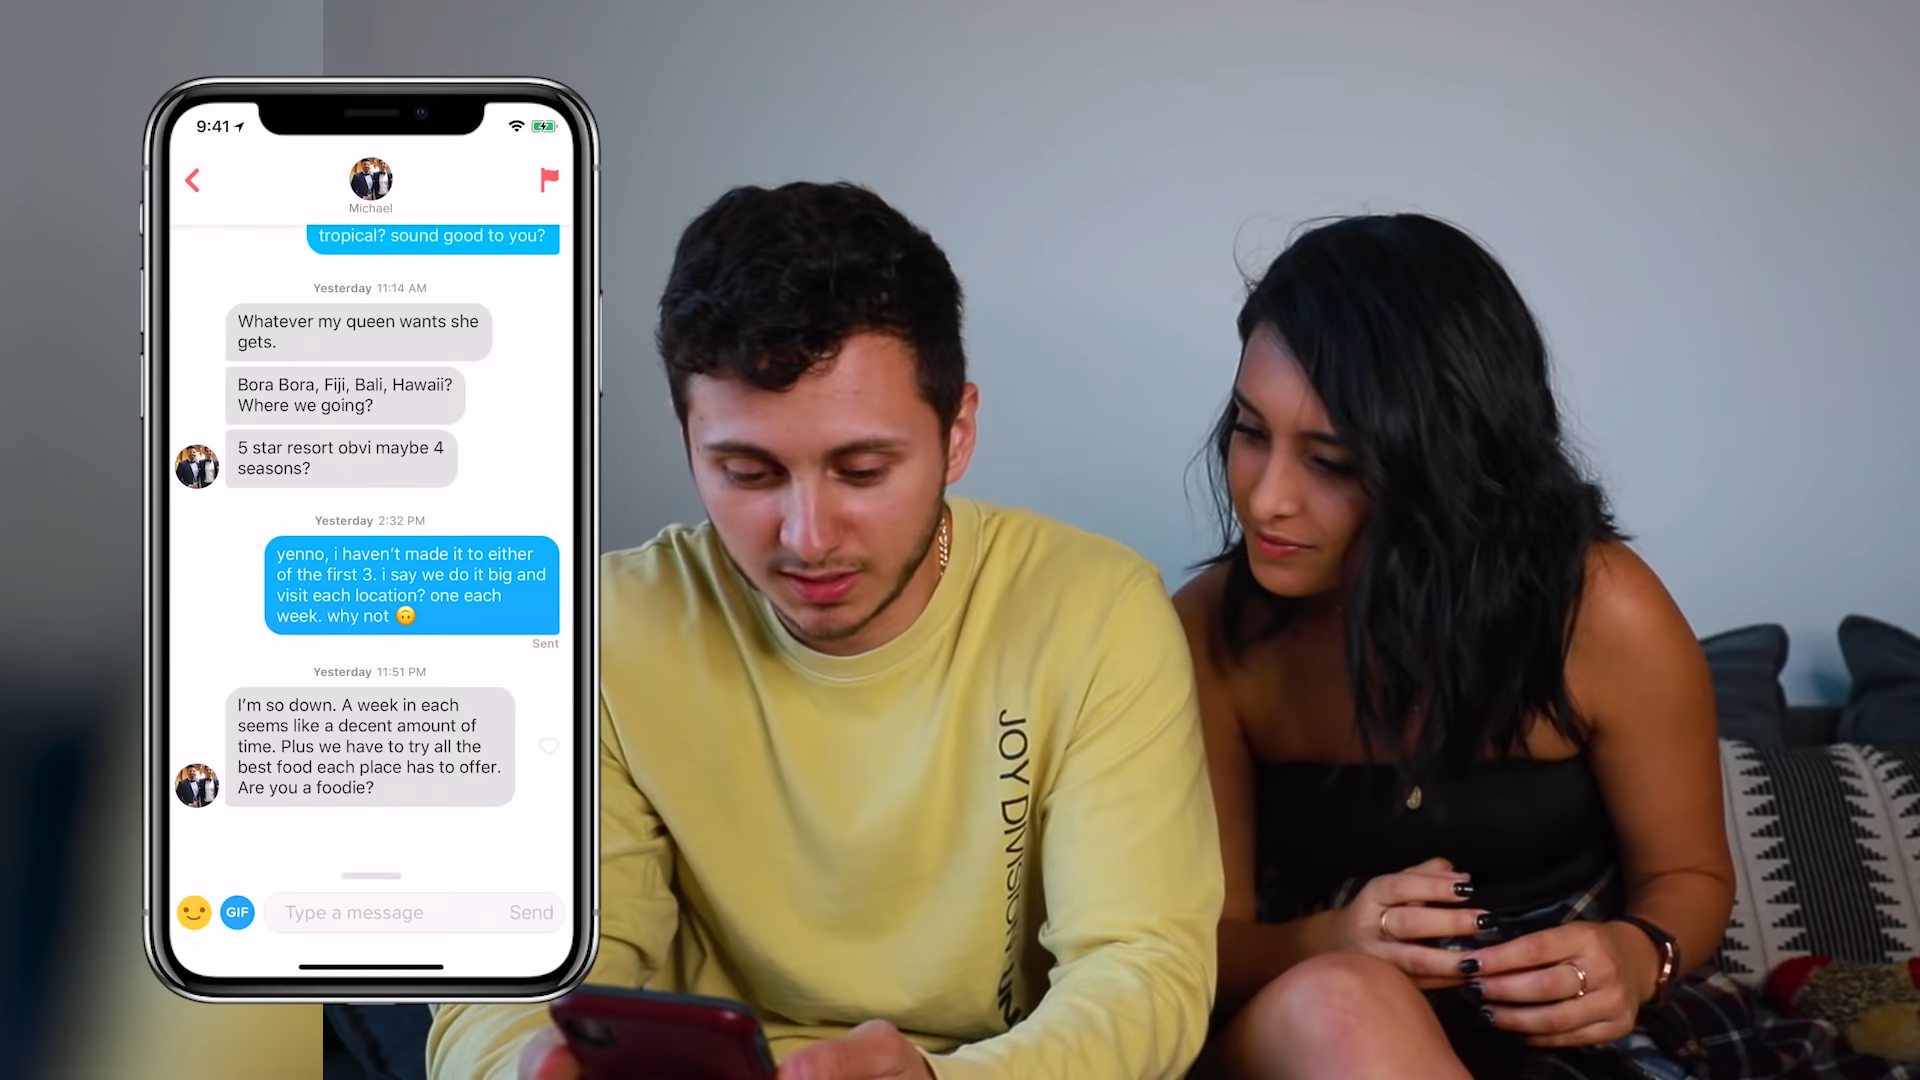 9:41
Michael
tropical? sound good to you?
Yesterday 11:14 AM
Whatever my queen wants she
gets.
Bora Bora, Fiji, Bali, Hawaii?
Where we going?
5 star resort obvi maybe 4
seasons?
Yesterday 2:32 PM
yenno, i haven't made it to either
of the first 3. i say we do it big and
visit each location? one each
week. why not 🙃
Sent
Yesterday 11:51 PM
I'm so down. A week in each
seems like a decent amount of
time. Plus we have to try all the
best food each place has to offer.
Are you a foodie?
GIF
Type a message
Send
JOY DIVISION